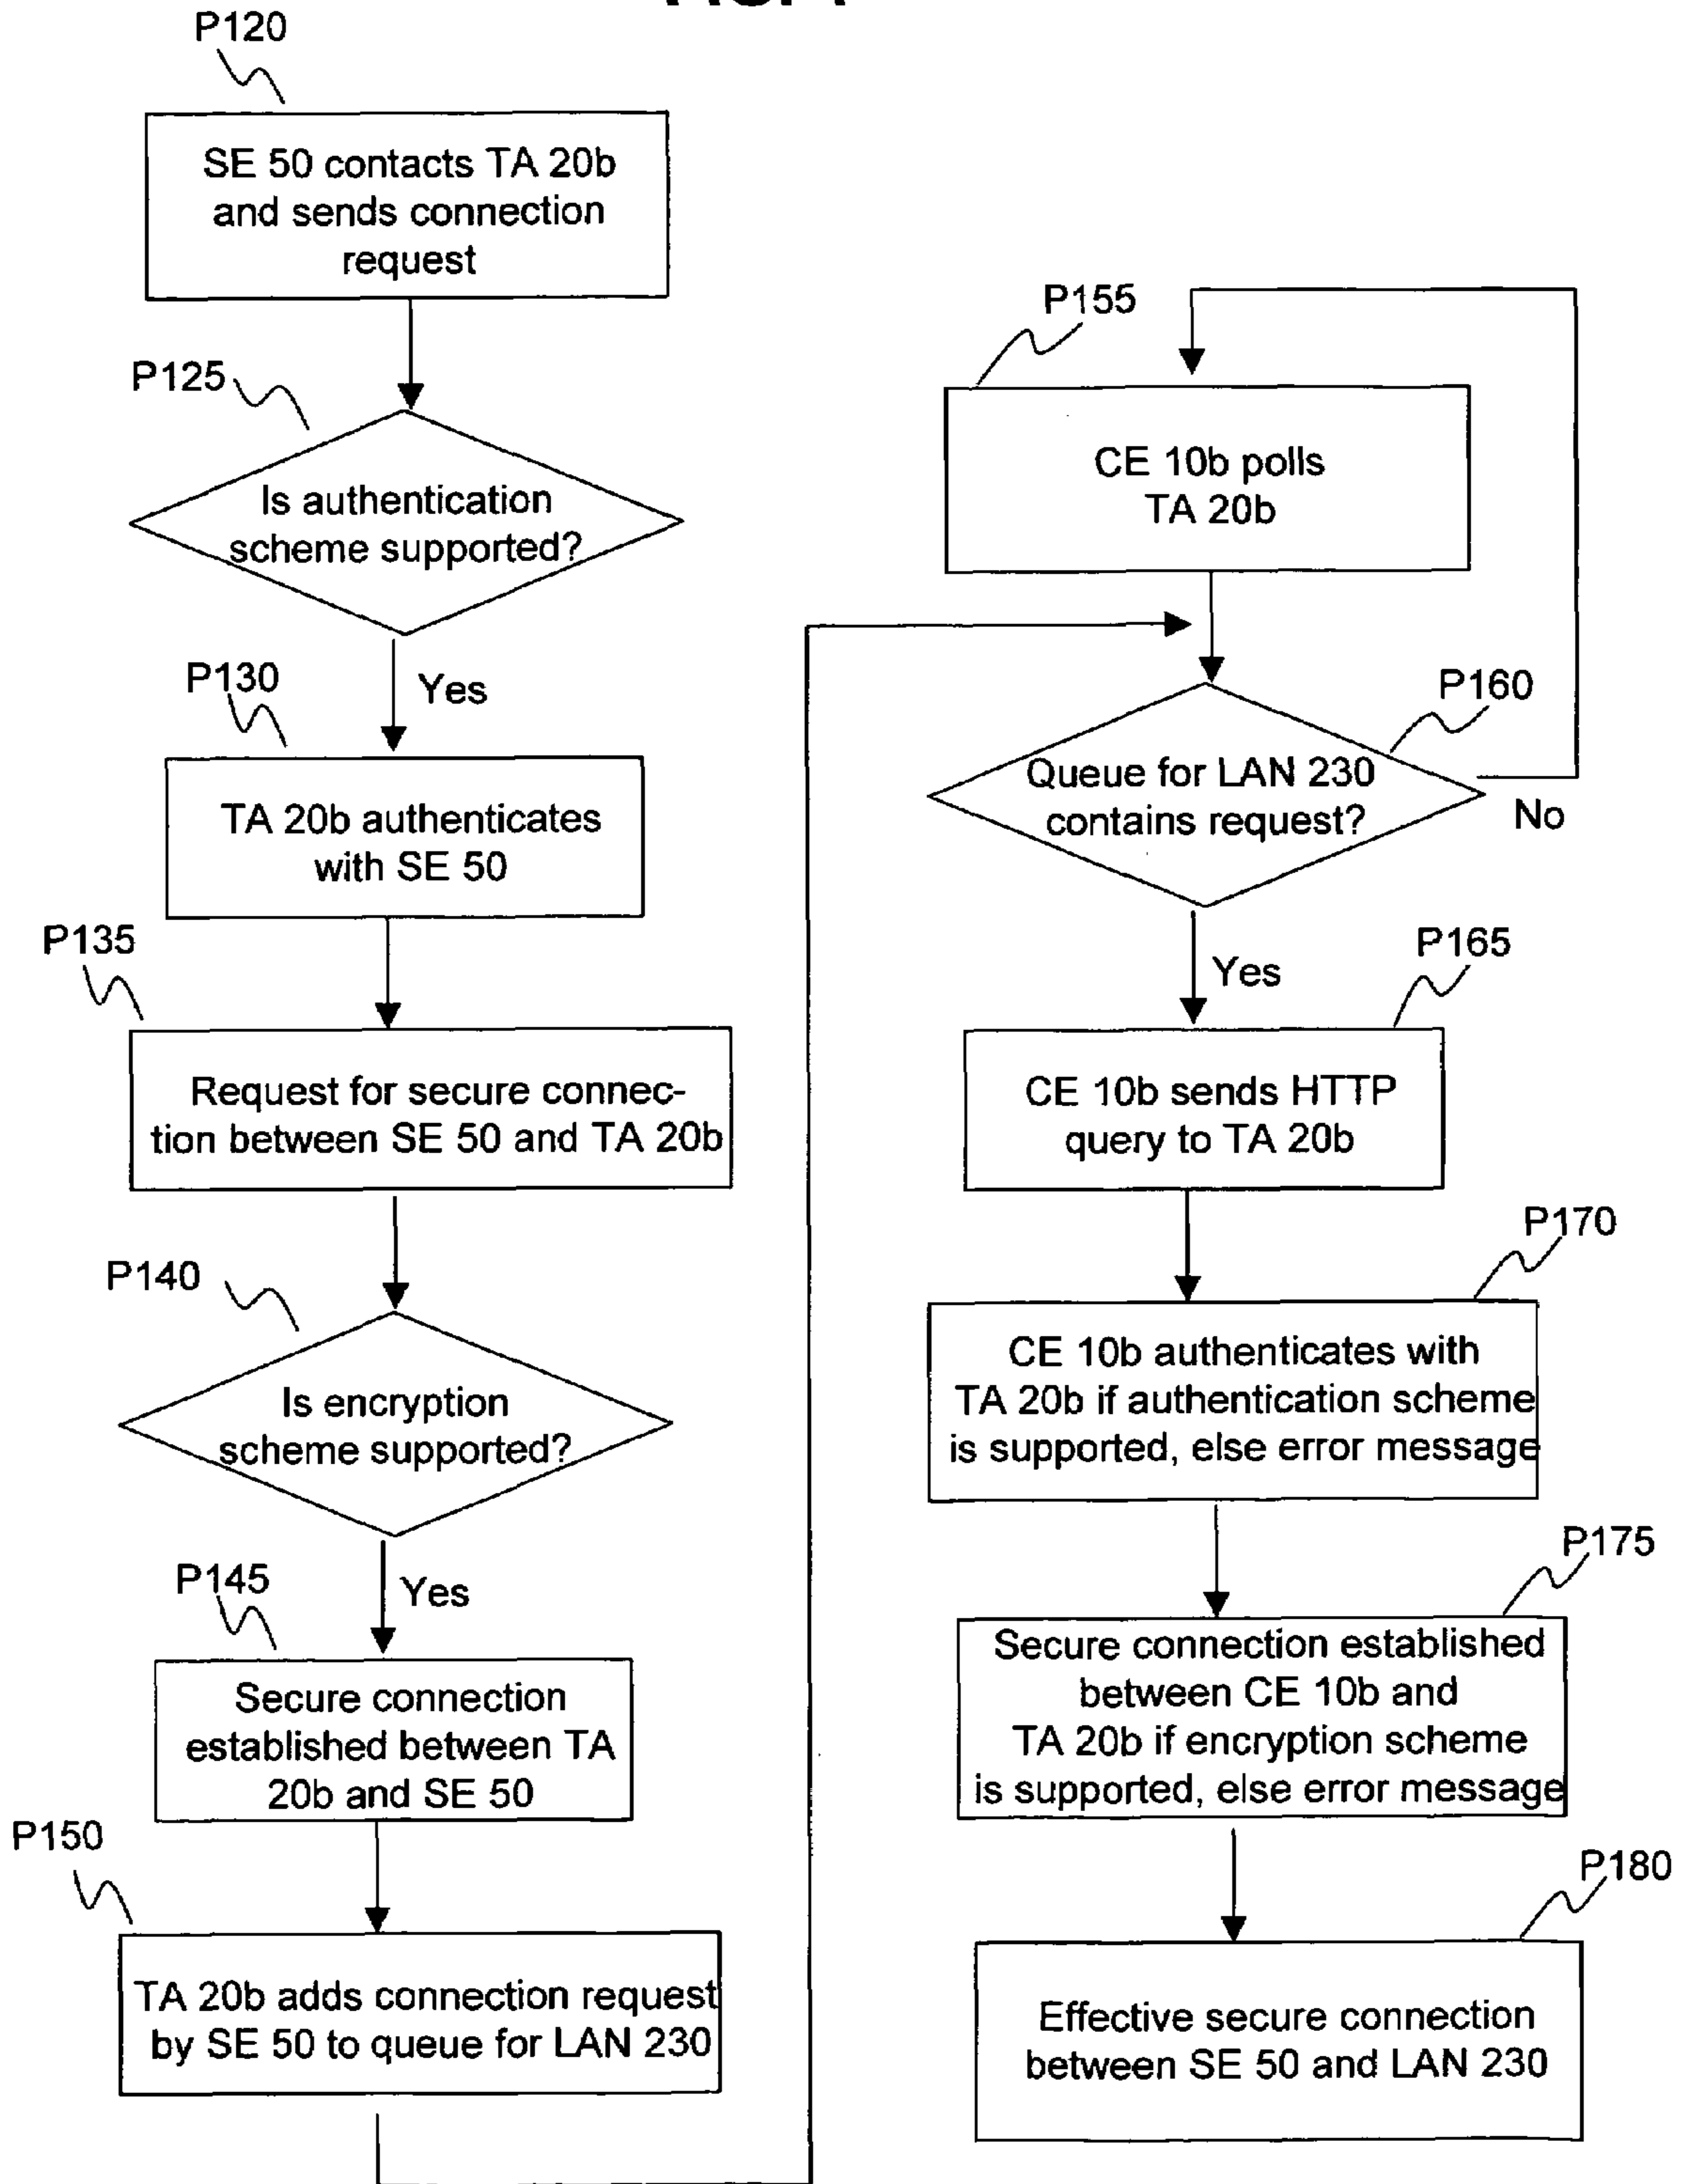 P120
SE 50 contacts TA 20b
and sends connection
request
P125
Is authentication
scheme supported?
Yes
P130
TA 20b authenticates
with SE 50
P135
Request for secure connec-
tion between SE 50 and TA 20b
P140
Is encryption
scheme supported?
Yes
P145
Secure connection
established between TA
20b and SE 50
P150
TA 20b adds connection request
by SE 50 to queue for LAN 230
P155
CE 10b polls
TA 20b
P160
Queue for LAN 230
contains request?
No
Yes
P165
CE 10b sends HTTP
query to TA 20b
P170
CE 10b authenticates with
TA 20b if authentication scheme
is supported, else error message
P175
Secure connection established
between CE 10b and
TA 20b if encryption scheme
is supported, else error message
P180
Effective secure connection
between SE 50 and LAN 230